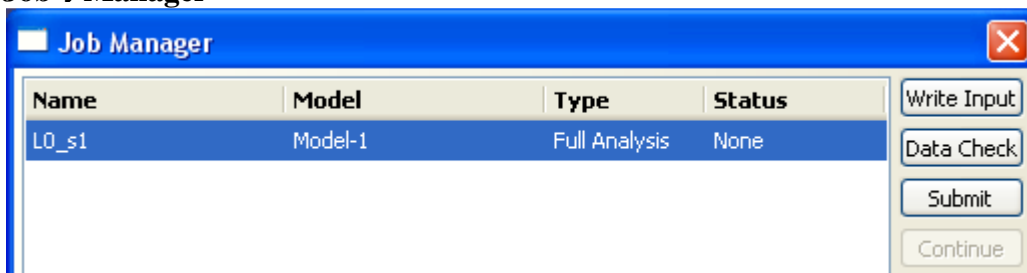 Job Manager
Name Model Type Status Write Input
L0_s1 Model-1 Full Analysis None Data Check
Submit
Continue